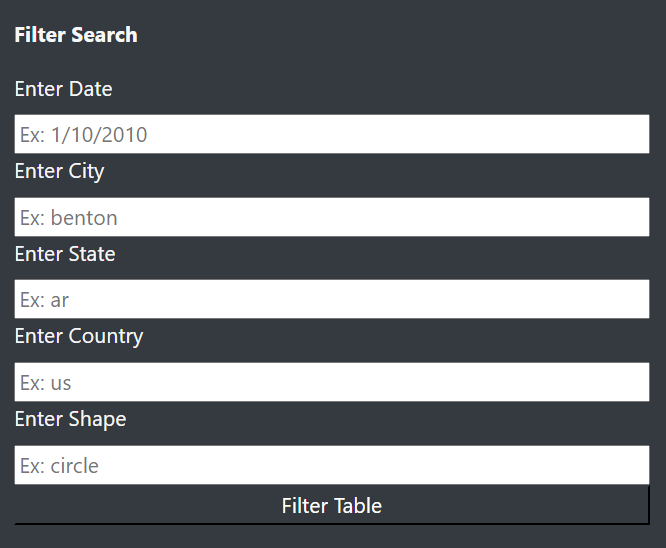 Filter Search
Enter Date
Ex: 1/10/2010
Enter City
Ex: benton
Enter State
Ex: ar
Enter Country
Ex: us
Enter Shape
Ex: circle
Filter Table